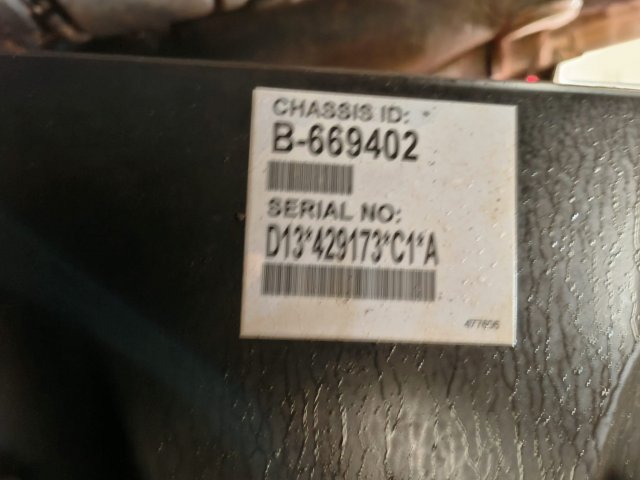 CHASSIS ID:
B-669402
SERIAL NO:
D13*429173*C1*A